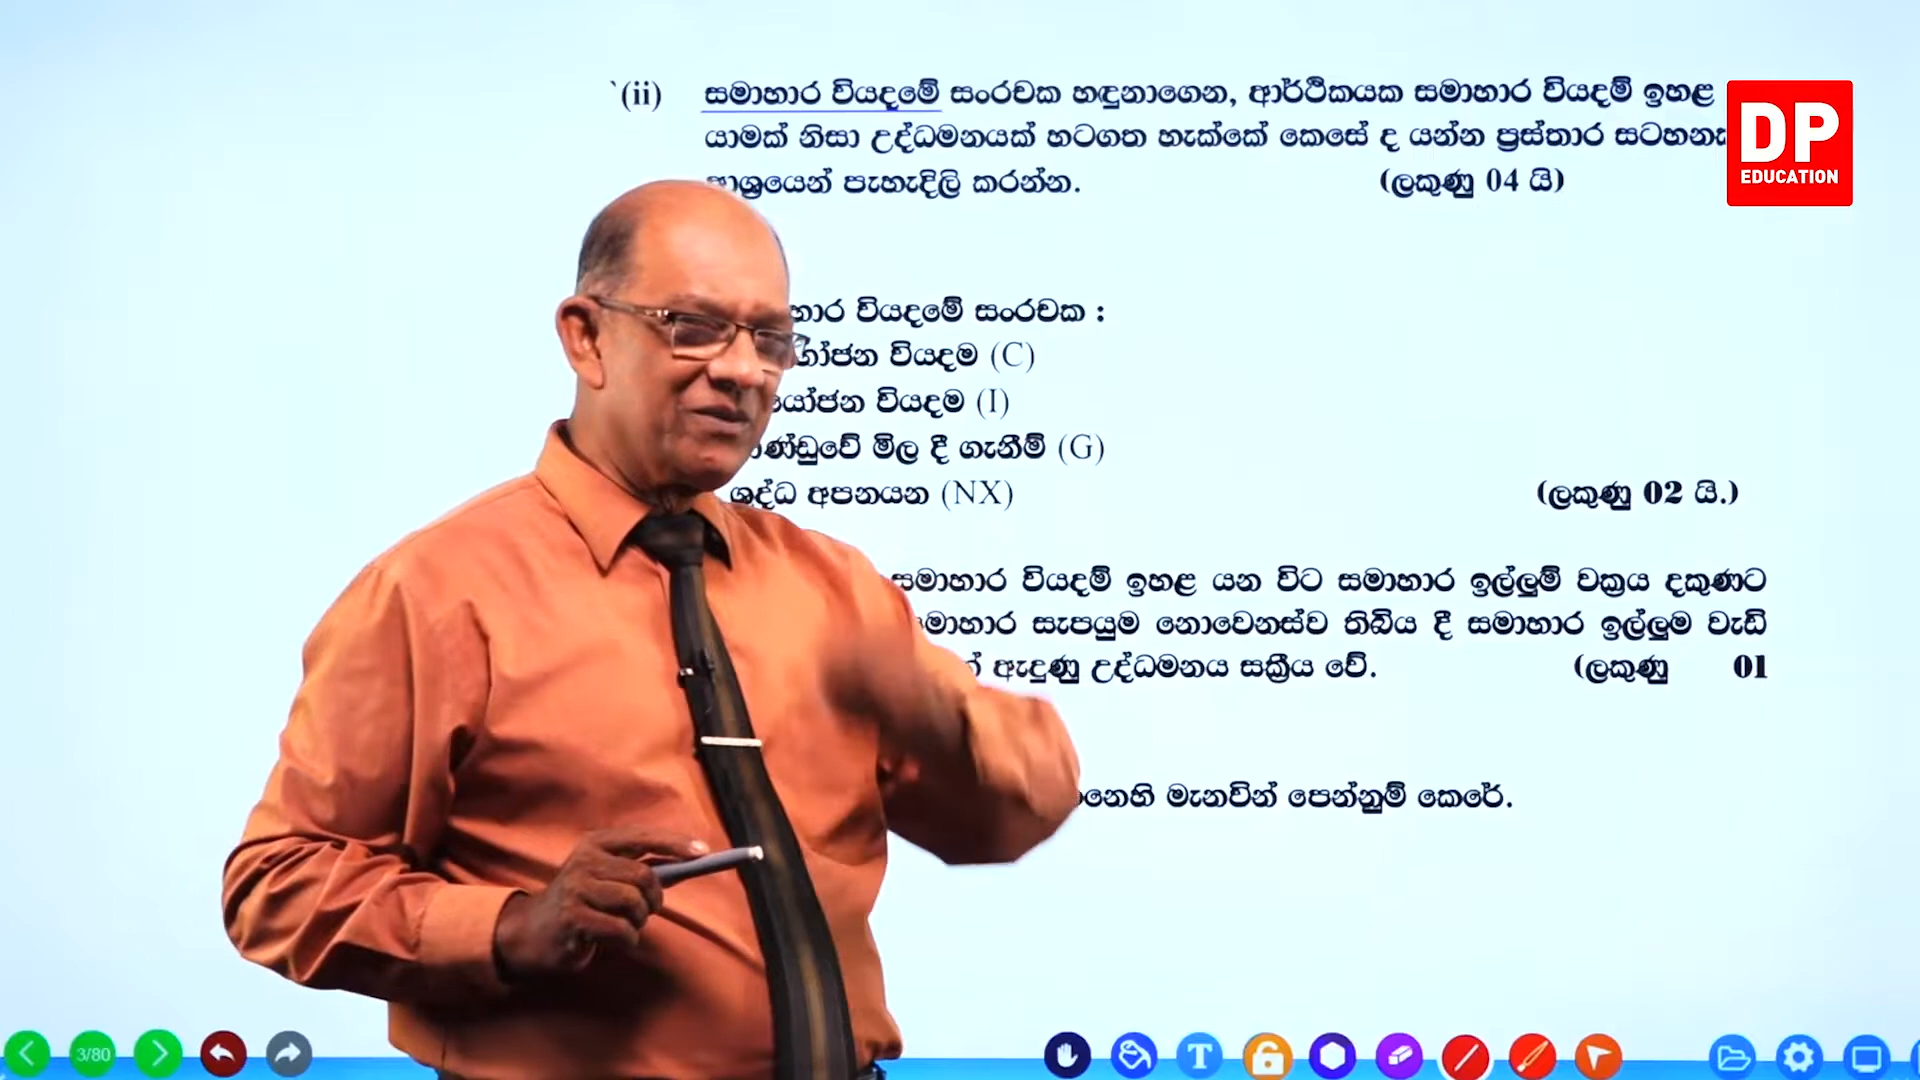 `(ii) සමාහාර වියදමේ සංරචක හඳුනාගෙන, ආර්ථිකයක සමාහාර වියදම් ඉහළ
යාමක් නිසා උද්ධමනයක් හටගත හැක්කේ කෙසේ ද යන්න ප්‍රස්තාර
පැහැදිලි කරන්න. (ලකුණු 04 යි)
DP
EDUCATION
වියදමේ සංරචක :
වියදම (C)
වියදම (I)
මිල දී ගැනීම් (G)
ශුද්ධ අපනයන (NX) (ලකුණු 02 යි.)
සමාහාර වියදම් ඉහළ යන විට සමාහාර ඉල්ලුම් වක්‍රය දකුණට
සැපයුම නොවෙනස්ව තිබිය දී සමාහාර ඉල්ලුම වැඩි
ඇදුණු උද්ධමනය සක්‍රීය වේ. (ලකුණු 01
මැනවින් පෙන්නුම් කෙරේ.
3/80
T